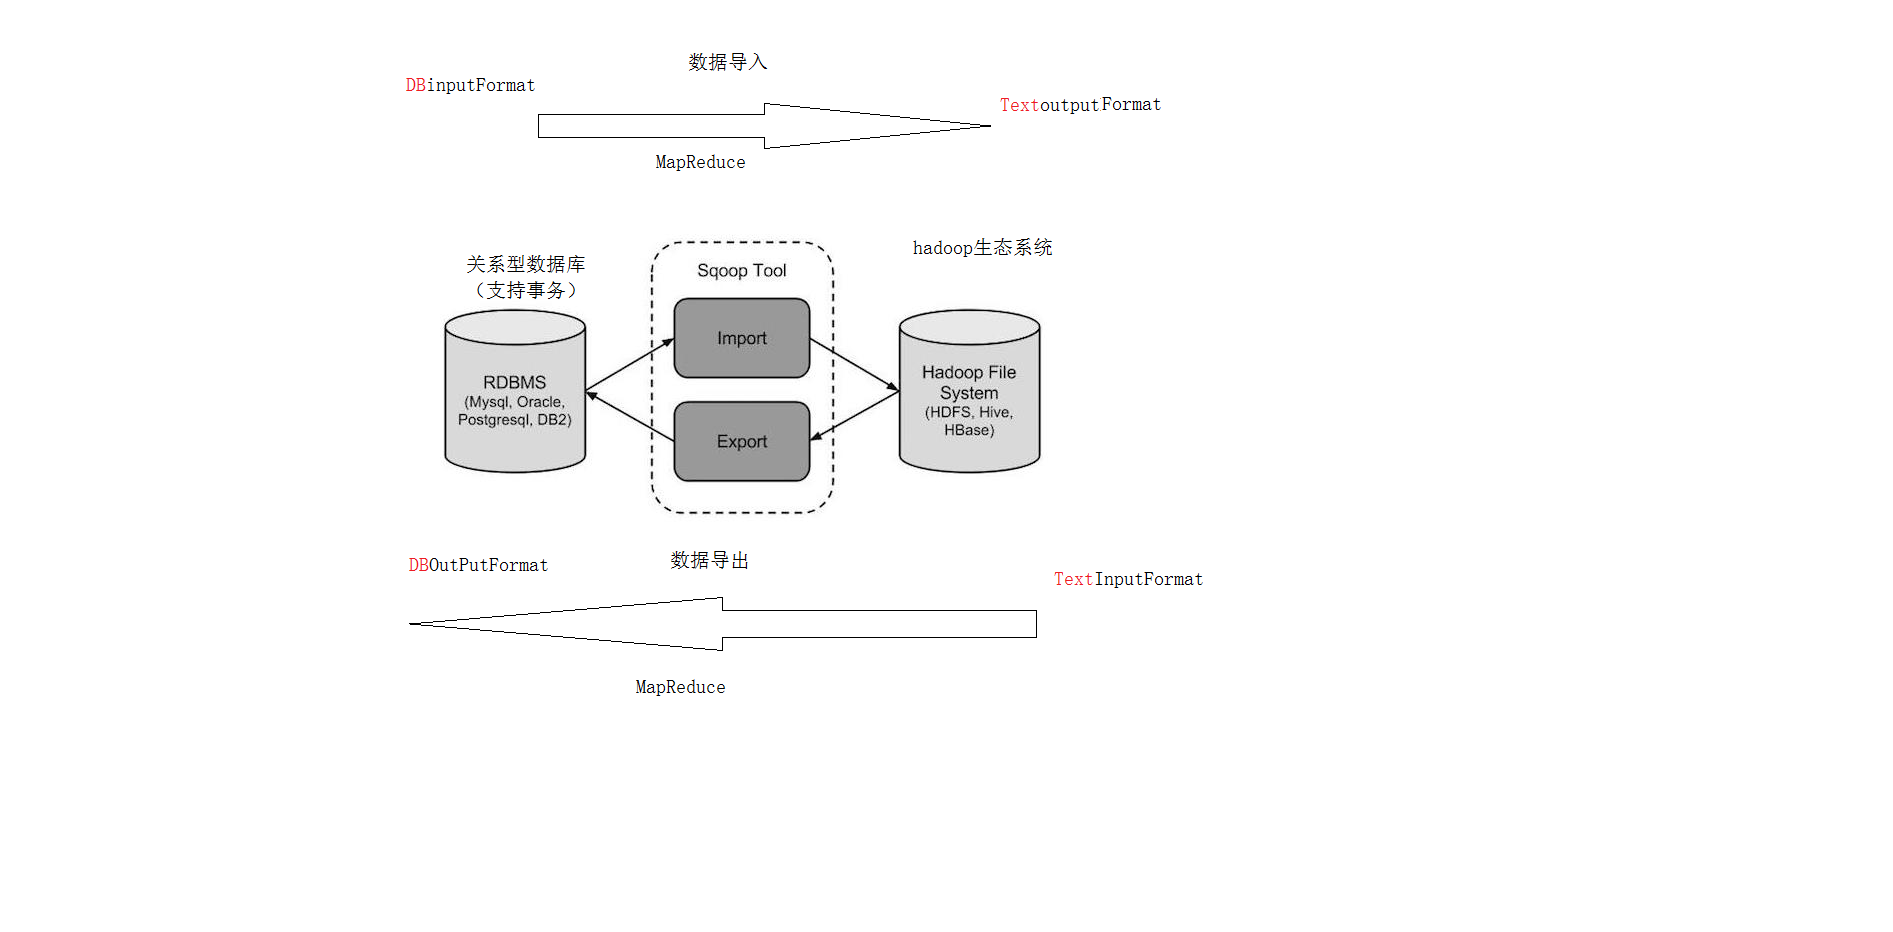 数据导入
DBinputFormat
TextoutputFormat
MapReduce
hadoop生态系统
关系型数据库
（支持事务）
Sqoop Tool
Import
RDBMS
(Mysql, Oracle,
Postgresql, DB2)
Hadoop File
System
(HDFS, Hive,
HBase)
Export
数据导出
DBOutPutFormat
TextInputFormat
MapReduce